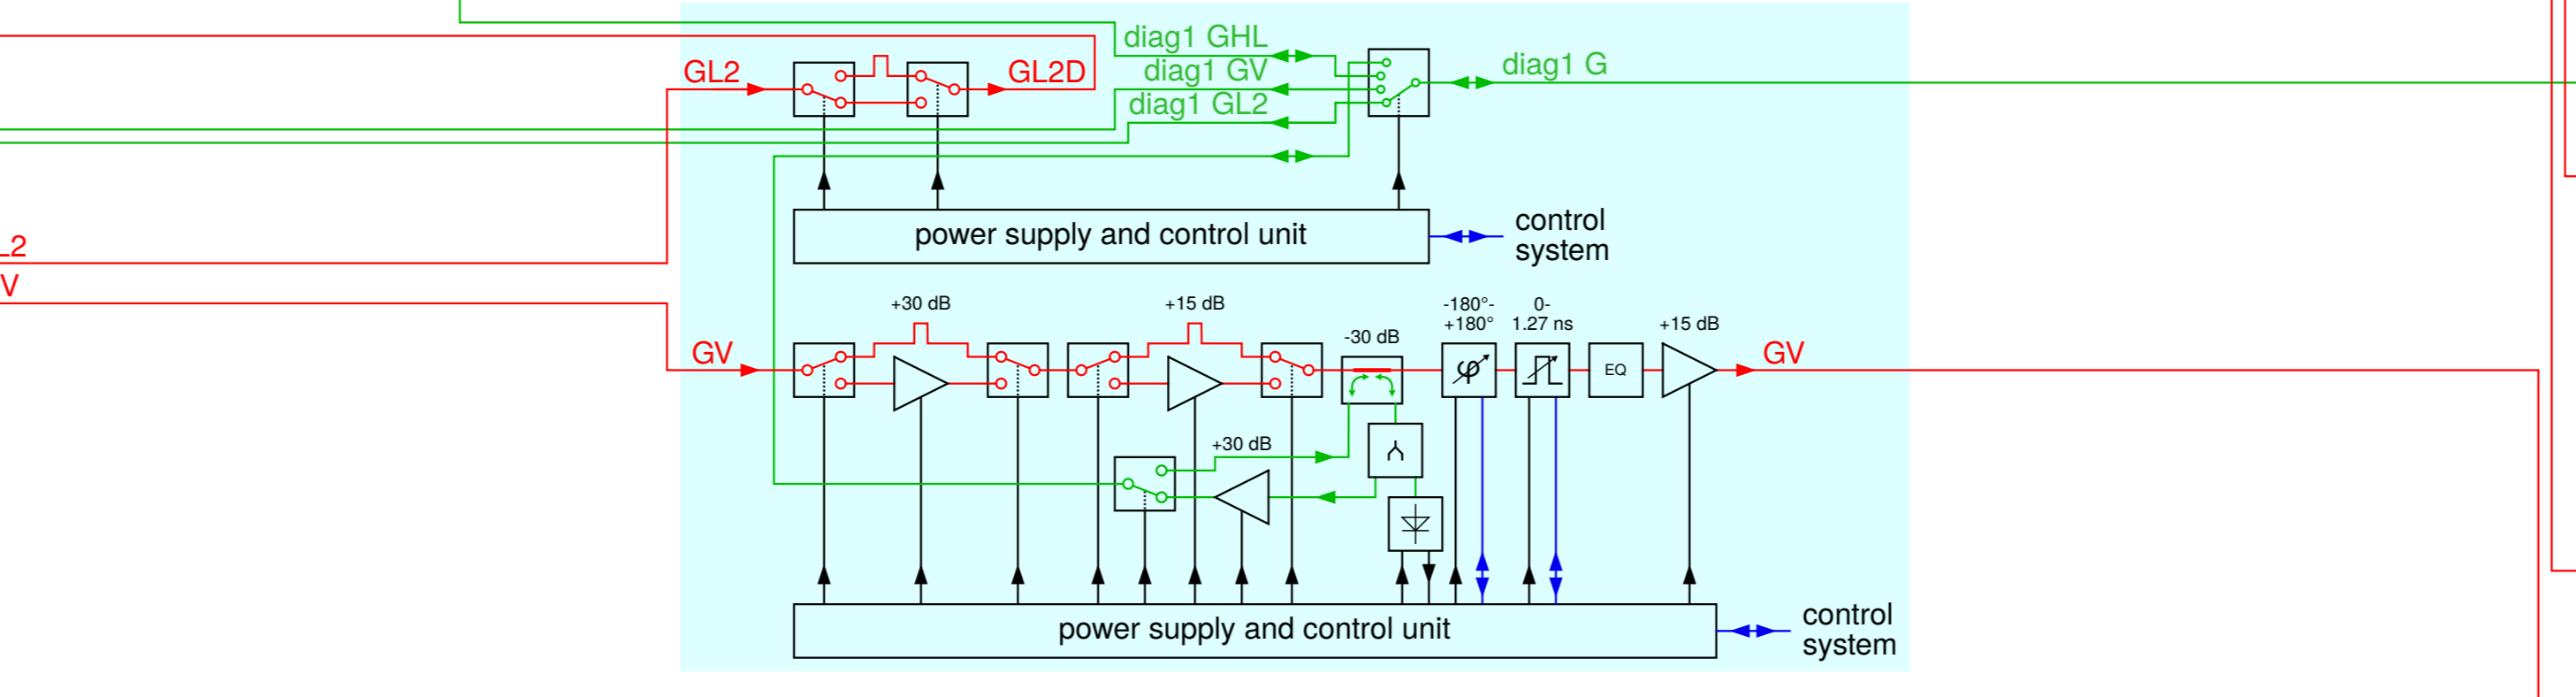 diag1 GHL
GL2
GL2D
diag1 GV
diag1 G
diag1 GL2
power supply and control unit
control
system
L2
V
+30 dB
+15 dB
-180°-
+180°
0-
1.27 ns
+15 dB
-30 dB
GV
φ
EQ
GV
+30 dB
power supply and control unit
control
system